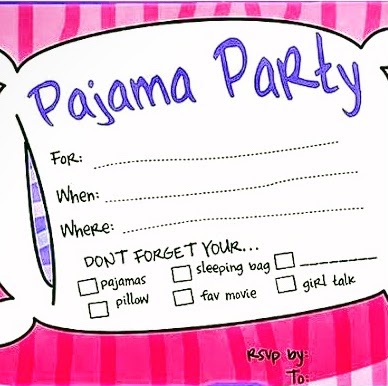 Pajama Party
For:
When:
Where:
DON'T FORGET YOUR...
pajamas sleeping bag
pillow fav movie girl talk
RSVP by:
To: